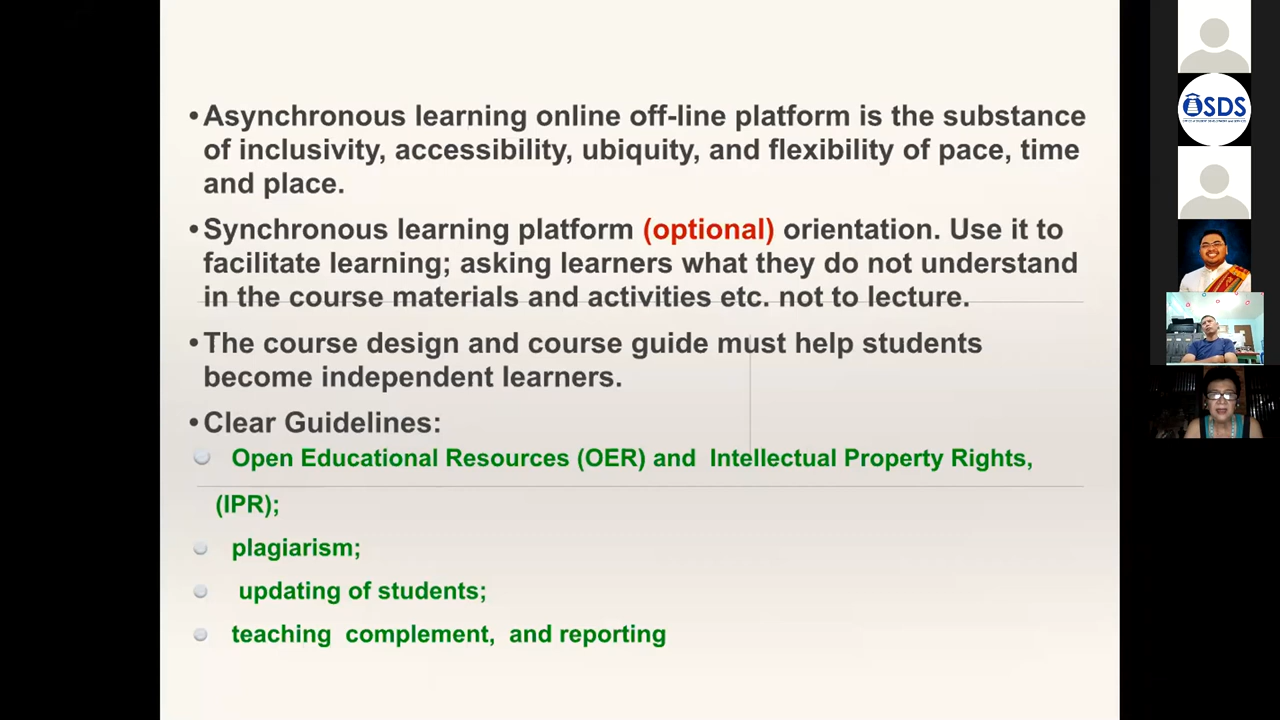 • Asynchronous learning online off-line platform is the substance
of inclusivity, accessibility, ubiquity, and flexibility of pace, time
and place.
• Synchronous learning platform (optional) orientation. Use it to
facilitate learning; asking learners what they do not understand
in the course materials and activities etc. not to lecture.
• The course design and course guide must help students
become independent learners.
• Clear Guidelines:
Open Educational Resources (OER) and Intellectual Property Rights,
(IPR);
plagiarism;
updating of students;
teaching complement, and reporting
OSDS